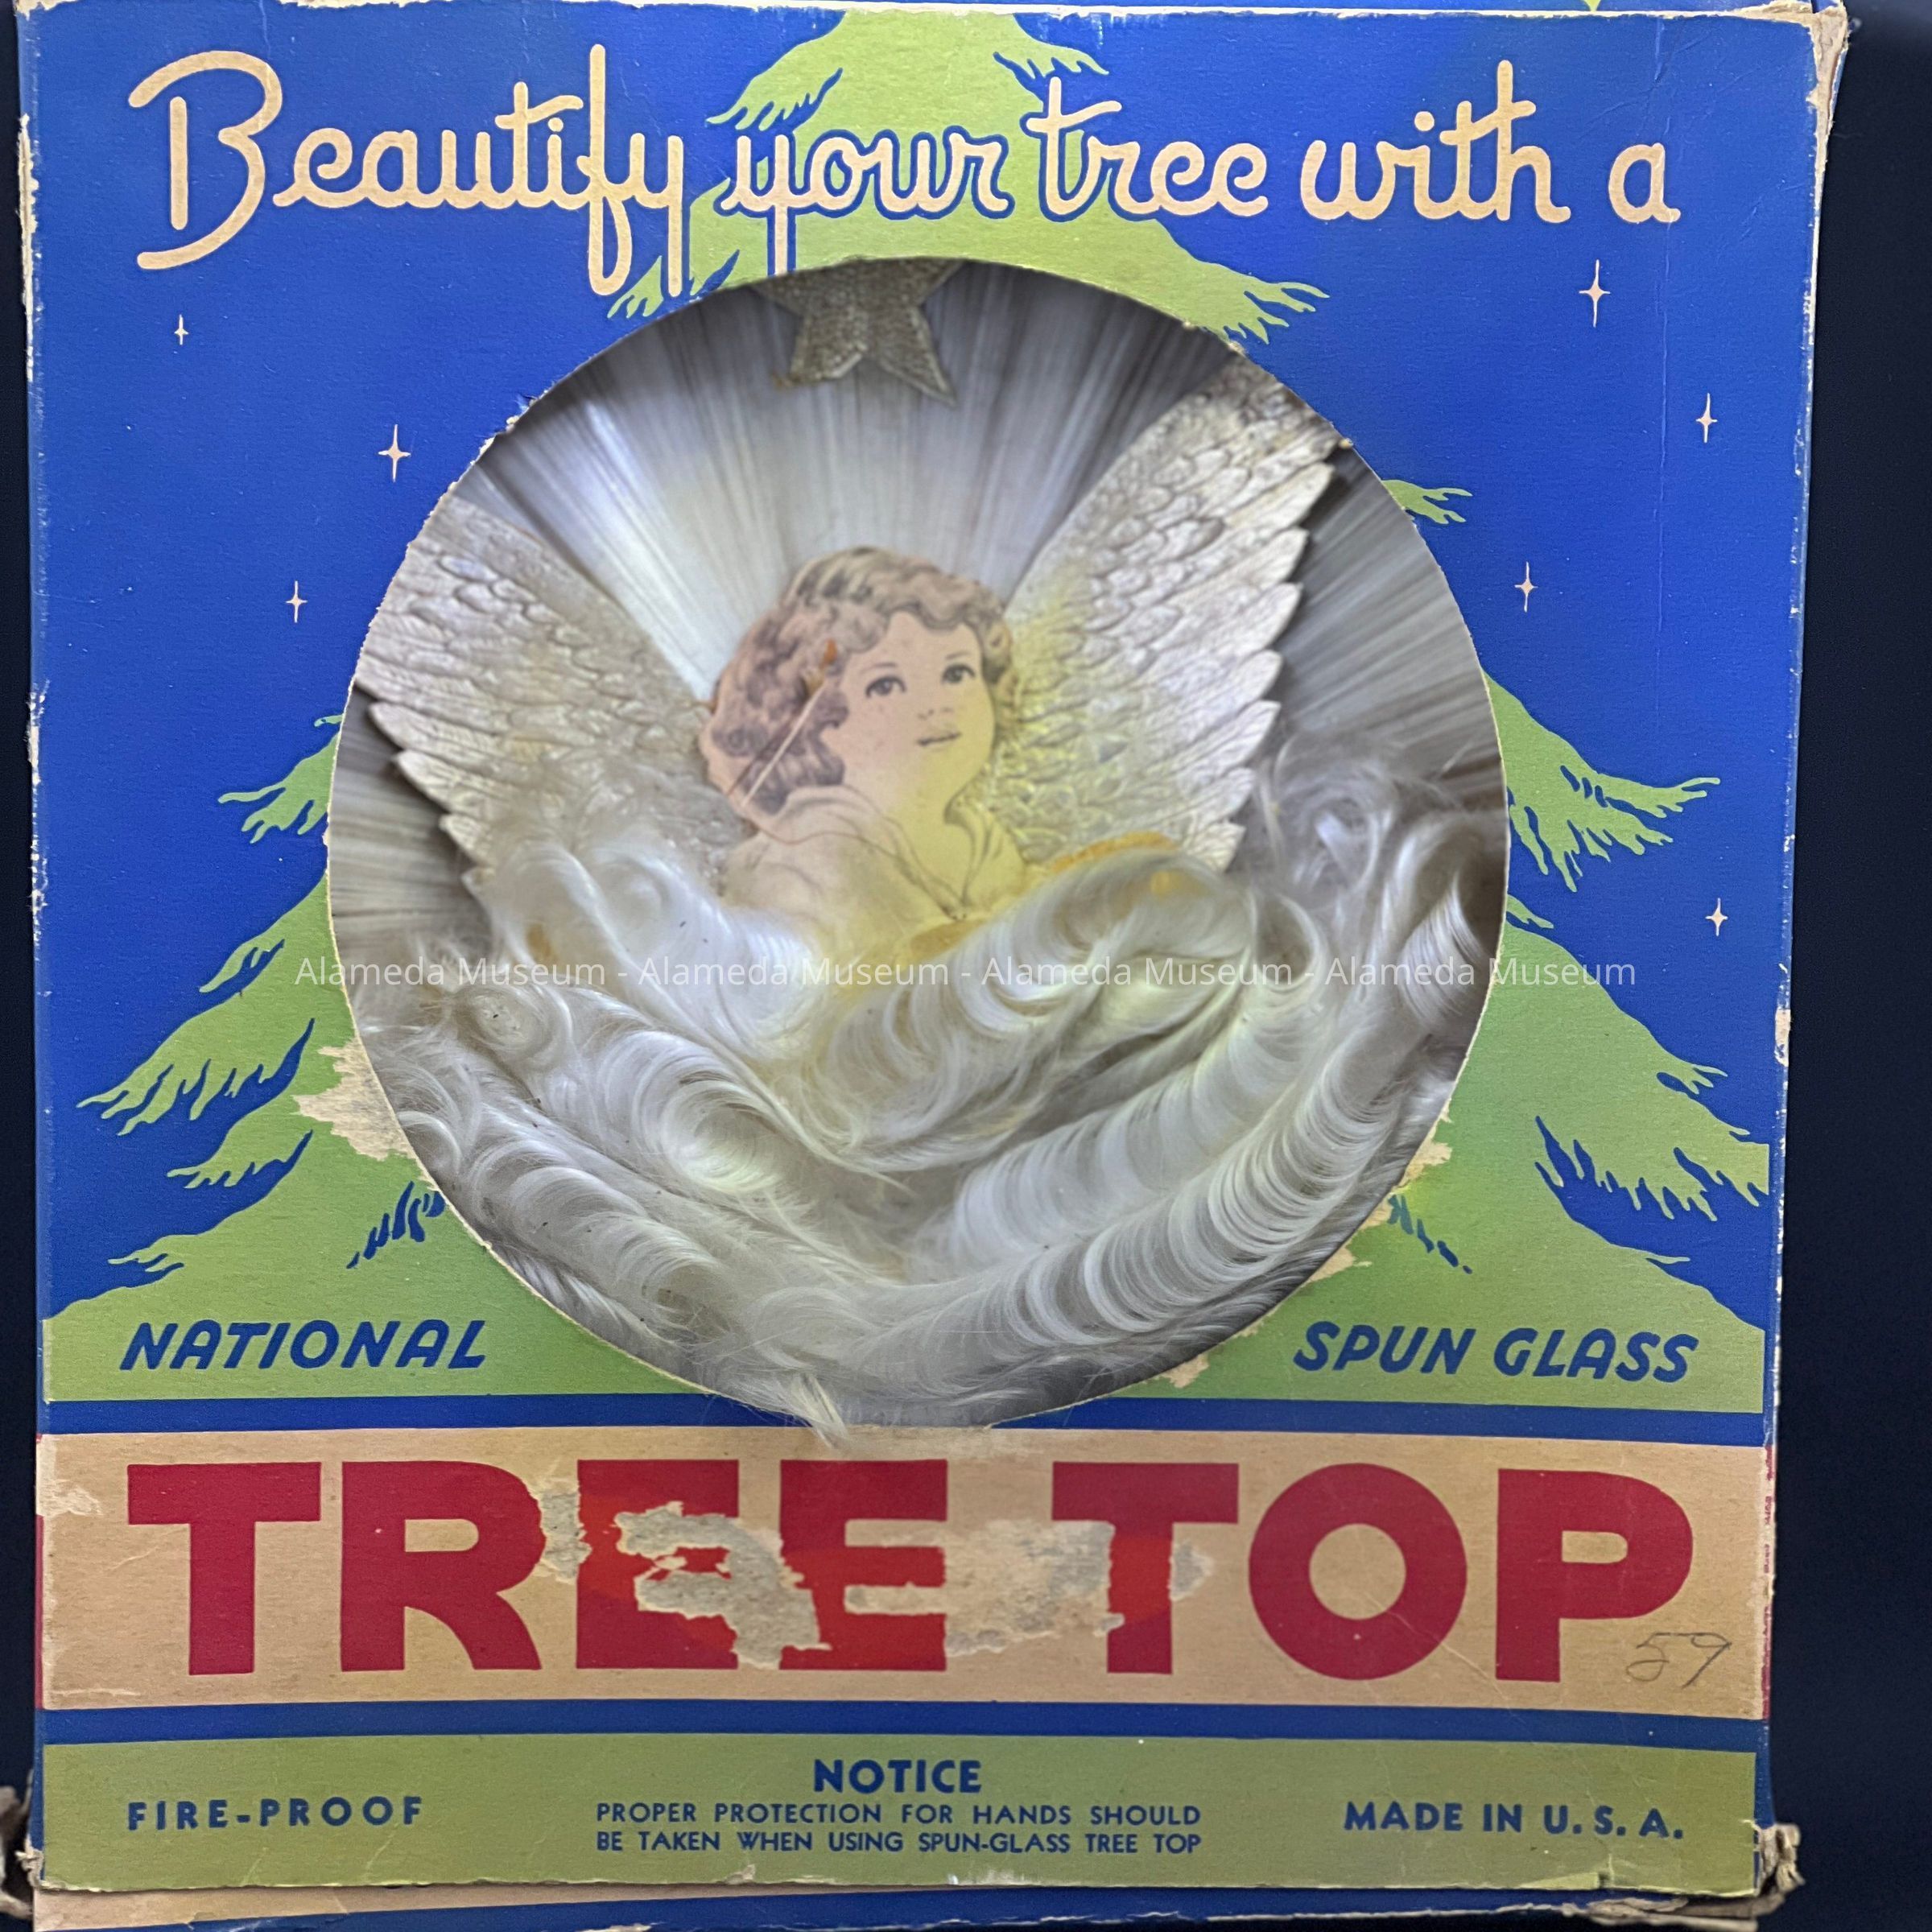 Beautify your tree with a
Alameda Museum - Alameda Museum - Alameda Museum - Alameda Museum
NATIONAL SPUN GLASS
TREE TOP
59
NOTICE
FIRE-PROOF PROPER PROTECTION FOR HANDS SHOULD MADE IN U.S.A.
BE TAKEN WHEN USING SPUN-GLASS TREE TOP